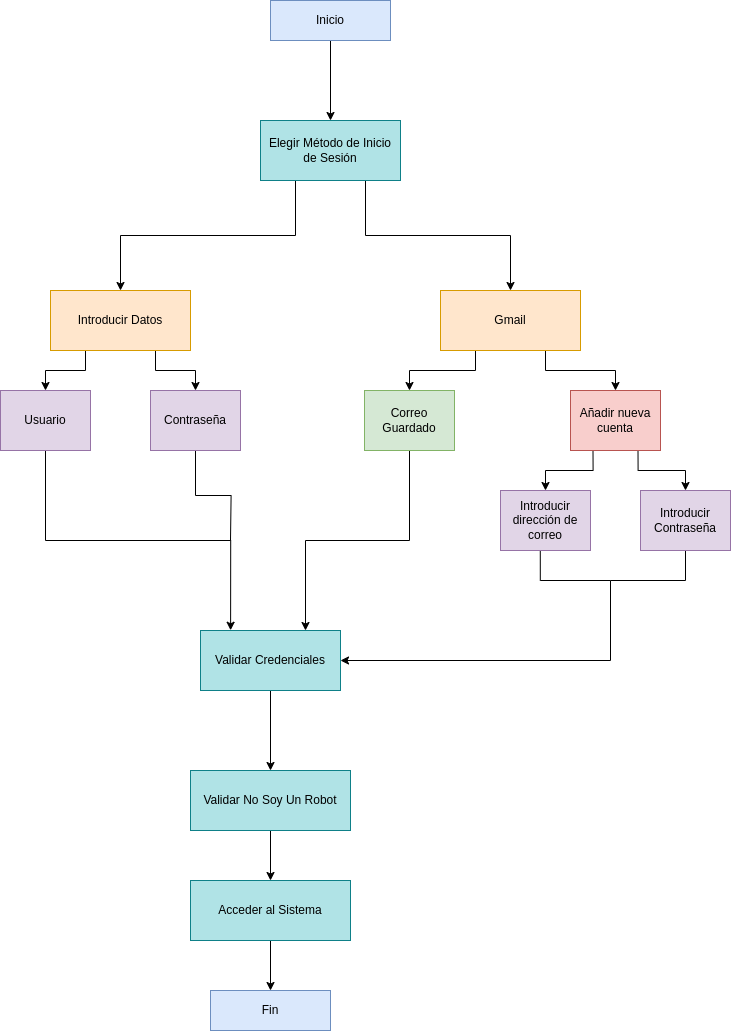 Inicio
Elegir Método de Inicio
de Sesión
Introducir Datos
Gmail
Usuario
Contraseña
Correo
Guardado
Añadir nueva
cuenta
Introducir
dirección de
correo
Introducir
Contraseña
Validar Credenciales
Validar No Soy Un Robot
Acceder al Sistema
Fin